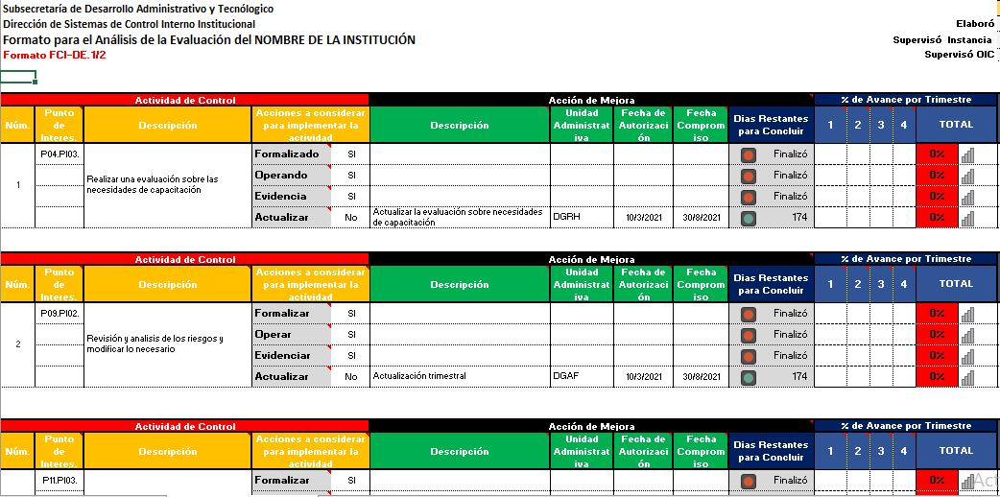 Subsecretaría de Desarrollo Administrativo y Tecnológico
Dirección de Sistemas de Control Interno Institucional
Elaboró
Formato para el Análisis de la Evaluación del NOMBRE DE LA INSTITUCIÓN
Supervisó Instancia
Formato FCI-DE.1/2
Supervisó OIC
Actividad de Control Acción de Mejora % de Avance por Trimestre
Núm. Punto de Interes. Descripción Acciones a considerar para implementar la actividad Descripción Unidad Administrativa Fecha de Autorización Fecha Compromiso Dias Restantes para Concluir 1 2 3 4 TOTAL
1 P04.PI03. Realizar una evaluación sobre las necesidades de capacitación Formalizado SI Finalizó 0%
Operando SI Finalizó 0%
Evidencia SI Finalizó 0%
Actualizar No Actualizar la evaluación sobre necesidades de capacitación DGRH 10/3/2021 30/8/2021 174 0%
Actividad de Control Acción de Mejora % de Avance por Trimestre
Núm. Punto de Interes. Descripción Acciones a considerar para implementar la actividad Descripción Unidad Administrativa Fecha de Autorización Fecha Compromiso Dias Restantes para Concluir 1 2 3 4 TOTAL
2 P09.PI02. Revisión y analisis de los riesgos y modificar lo necesario Formalizar SI Finalizó 0%
Operar SI Finalizó 0%
Evidenciar SI Finalizó 0%
Actualizar No Actualización trimestral DGAF 10/3/2021 30/8/2021 174 0%
Actividad de Control Acción de Mejora % de Avance por Trimestre
Núm. Punto de Interes. Descripción Acciones a considerar para implementar la actividad Descripción Unidad Administrativa Fecha de Autorización Fecha Compromiso Dias Restantes para Concluir 1 2 3 4 TOTAL
P11.PI03. Formalizar SI Finalizó 0% Act